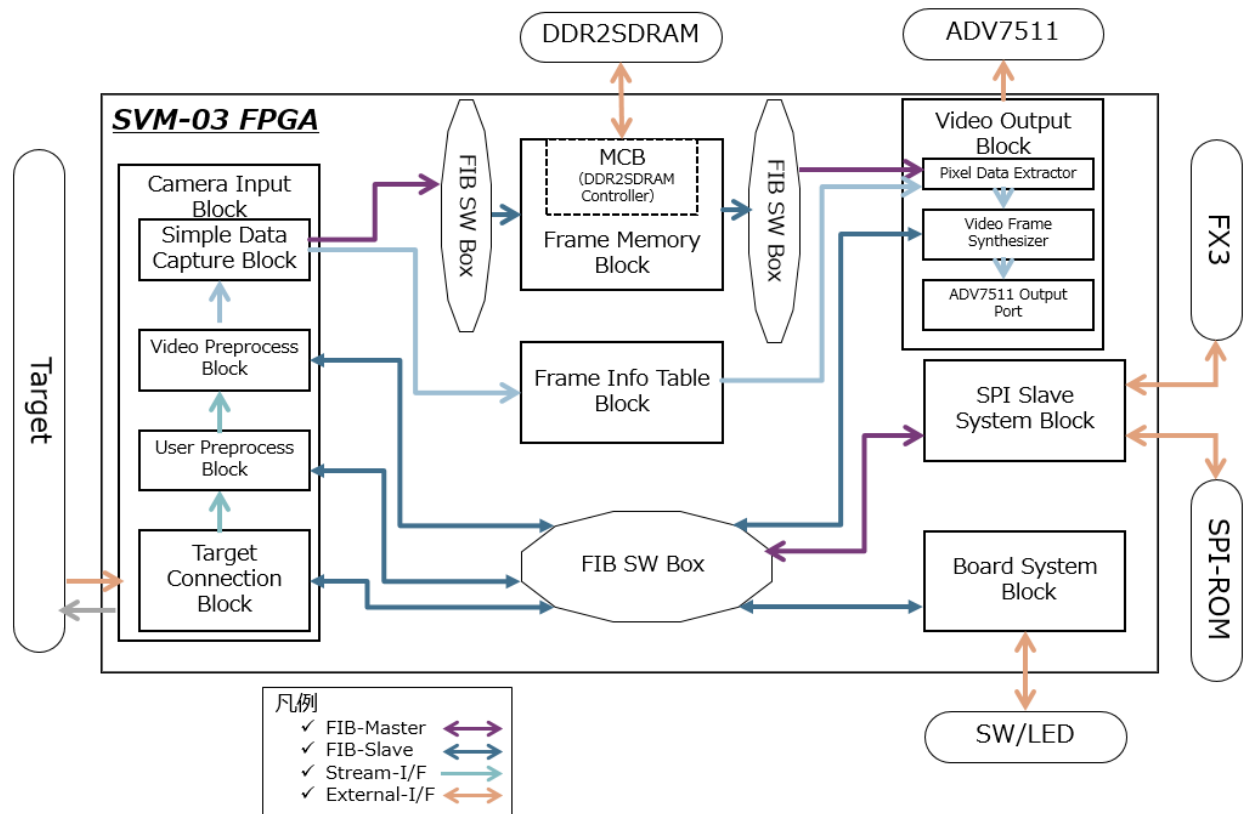 DDR2SDRAM
ADV7511
SVM-03 FPGA
Target
Camera Input
Block
Simple Data
Capture Block
Video Preprocess
Block
User Preprocess
Block
Target
Connection
Block
FIB SW Box
MCB
(DDR2SDRAM
Controller)
Frame Memory
Block
FIB SW Box
Frame Info Table
Block
FIB SW Box
Video Output
Block
Pixel Data Extractor
Video Frame
Synthesizer
ADV7511 Output
Port
SPI Slave
System Block
Board System
Block
FX3
SPI-ROM
SW/LED
凡例
✓ FIB-Master
✓ FIB-Slave
✓ Stream-I/F
✓ External-I/F